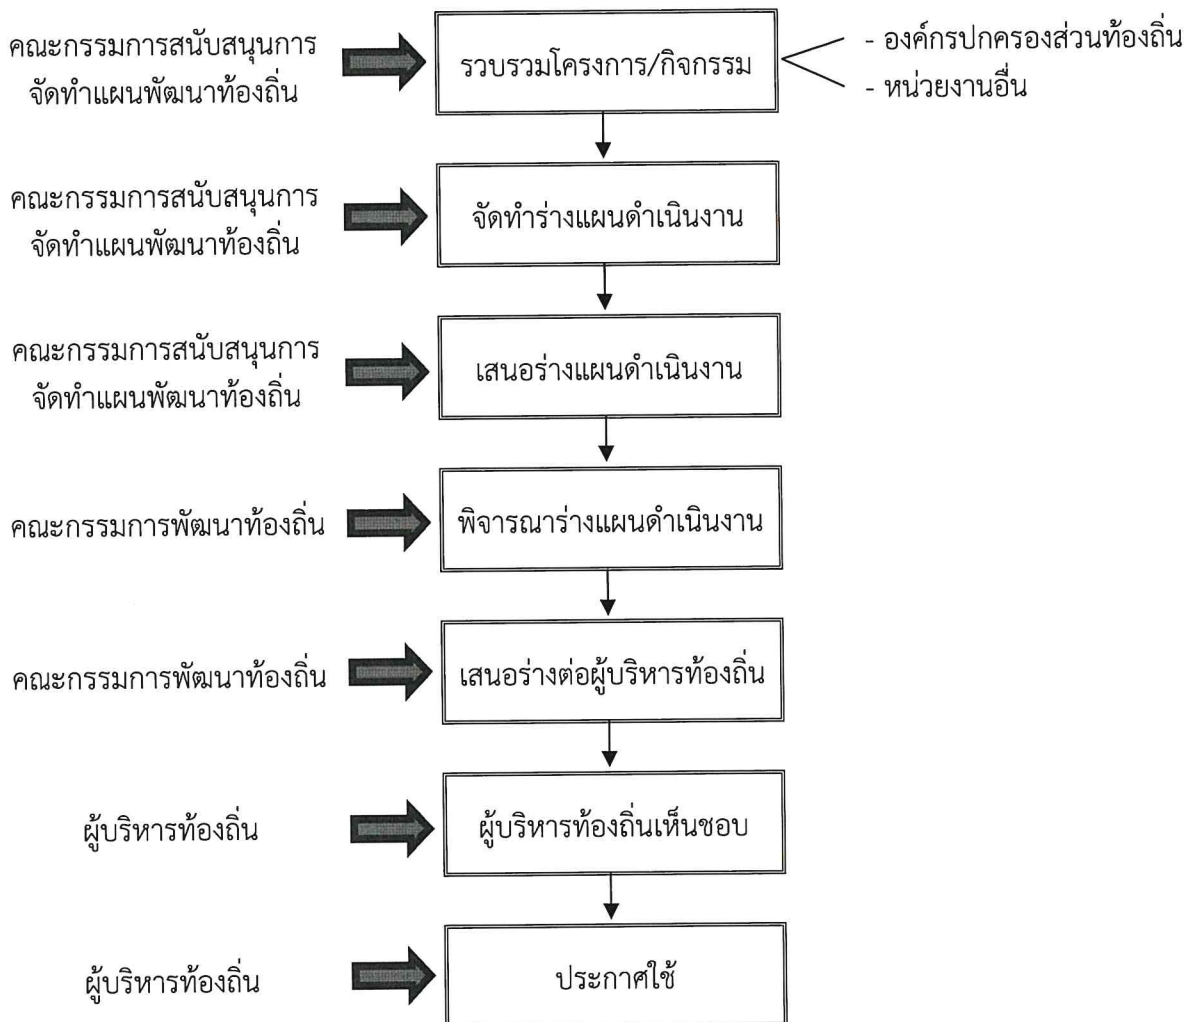 คณะกรรมการสนับสนุนการ
จัดทำแผนพัฒนาท้องถิ่น
รวบรวมโครงการ/กิจกรรม
- องค์กรปกครองส่วนท้องถิ่น
- หน่วยงานอื่น
คณะกรรมการสนับสนุนการ
จัดทำแผนพัฒนาท้องถิ่น
จัดทำร่างแผนดำเนินงาน
คณะกรรมการสนับสนุนการ
จัดทำแผนพัฒนาท้องถิ่น
เสนอร่างแผนดำเนินงาน
คณะกรรมการพัฒนาท้องถิ่น
พิจารณาร่างแผนดำเนินงาน
คณะกรรมการพัฒนาท้องถิ่น
เสนอร่างต่อผู้บริหารท้องถิ่น
ผู้บริหารท้องถิ่น
ผู้บริหารท้องถิ่นเห็นชอบ
ผู้บริหารท้องถิ่น
ประกาศใช้